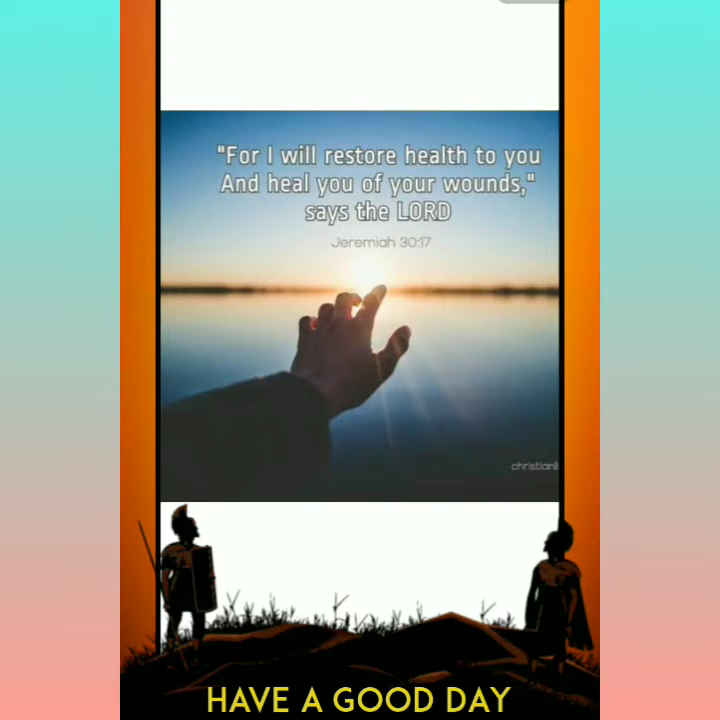 "For I will restore health to you
And heal you of your wounds,"
says the LORD
Jeremiah 30:17
christianli
HAVE A GOOD DAY